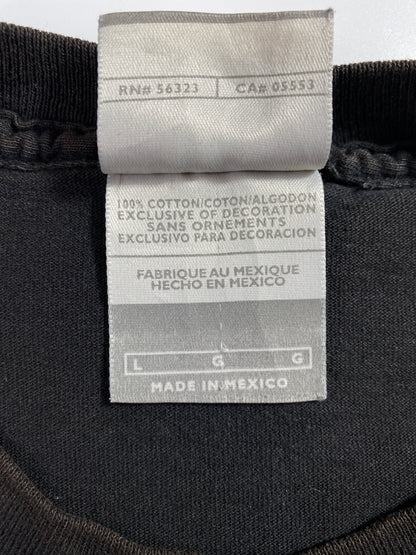 RN# 56323 | CA# 05553
100% COTTON/COTON/ALGODON
EXCLUSIVE OF DECORATION
SANS ORNEMENTS
EXCLUSIVO PARA DECORACION
FABRIQUE AU MEXIQUE
HECHO EN MEXICO
L G G
MADE IN MEXICO